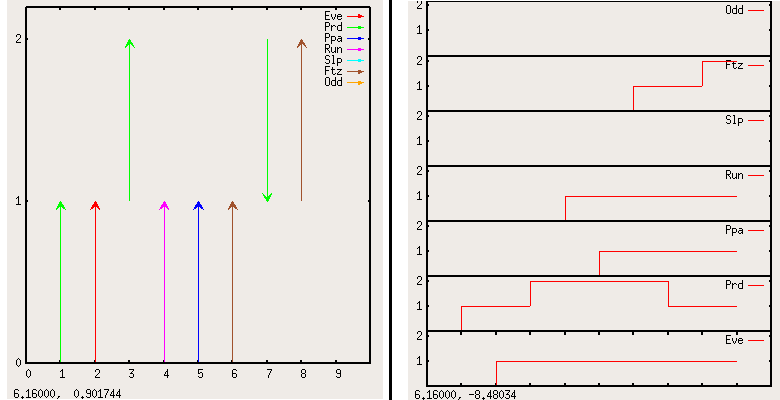 2
1
0
Eve
Prd
Ppa
Run
Slp
Ftz
Odd
0 1 2 3 4 5 6 7 8 9
6.16000, 0.901744
2
1
Odd
2
1
Ftz
2
1
Slp
2
1
Run
2
1
Ppa
2
1
Prd
2
1
Eve
6.16000, -8.48034